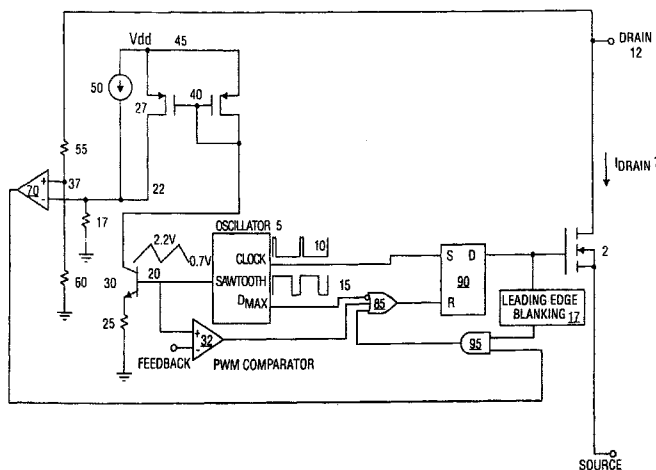 Vdd
45
DRAIN
12
50
27
40
55
IDRAIN 7
70
+
-
37
22
17
2.2V
0.7V
OSCILLATOR 5
CLOCK
10
SAWTOOTH
15
DMAX
20
30
25
60
S
D
90
R
2
85
LEADING EDGE
BLANKING 17
95
+
-
32
FEEDBACK
PWM COMPARATOR
SOURCE